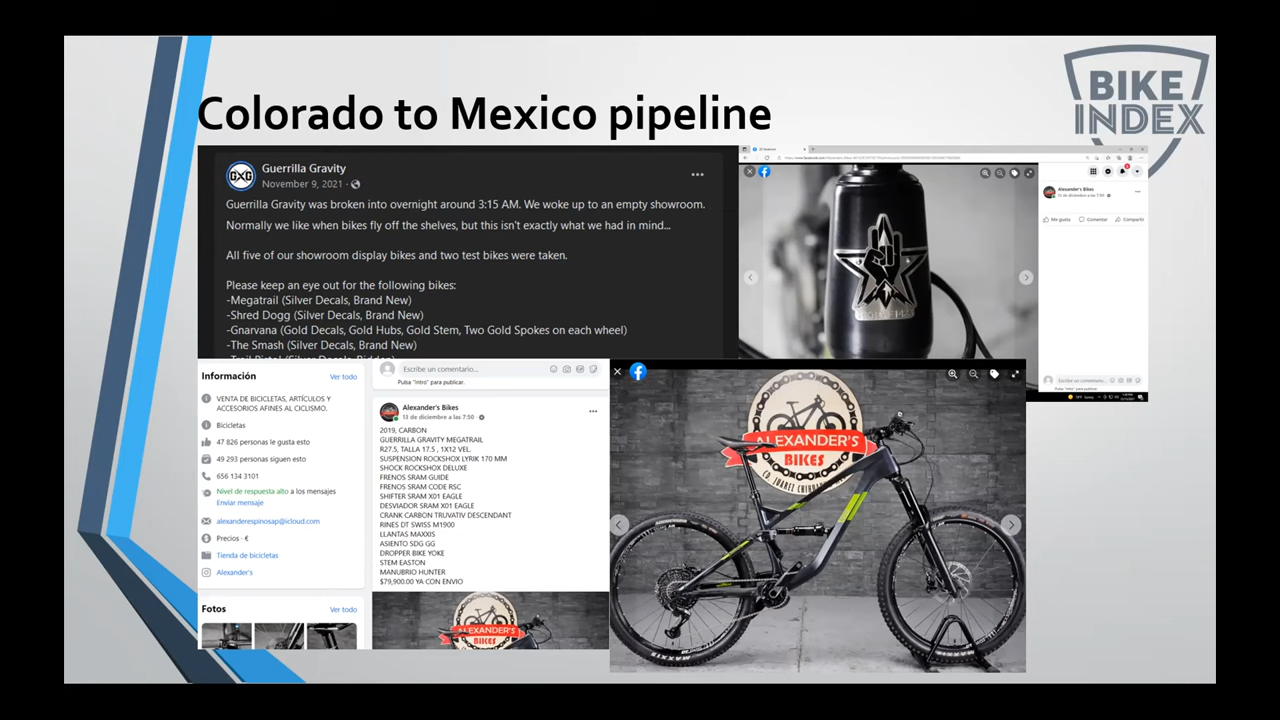 Colorado to Mexico pipeline
BIKE
INDEX
Guerrilla Gravity
November 9, 2021 ·
Guerrilla Gravity was broken into overnight around 3:15 AM. We woke up to an empty showroom.
Normally we like when bikes fly off the shelves, but this isn't exactly what we had in mind...
All five of our showroom display bikes and two test bikes were taken.
Please keep an eye out for the following bikes:
-Megatrail (Silver Decals, Brand New)
-Shred Dogg (Silver Decals, Brand New)
-Gnarvana (Gold Decals, Gold Hubs, Gold Stem, Two Gold Spokes on each wheel)
-The Smash (Silver Decals, Brand New)
Alexander's Bikes
Me gusta Comentar Compartir
Escribe un comentario...
Información Ver todo
VENTA DE BICICLETAS, ARTÍCULOS Y
ACCESORIOS AFINES AL CICLISMO.
Bicicletas
47 826 personas le gusta esto
49 293 personas siguen esto
656 134 3101
Nivel de respuesta alto a los mensajes
Enviar mensaje
alexanderespinosap@icloud.com
Precios · €
Tienda de bicicletas
Alexander's
Fotos Ver todo
Escribe un comentario...
Pulsa "Intro" para publicar.
Alexander's Bikes
13 de diciembre a las 7:50 ·
2019, CARBON
GUERRILLA GRAVITY MEGATRAIL
R27.5, TALLA 17.5 , 1X12 VEL.
SUSPENSION ROCKSHOX LYRIK 170 MM
SHOCK ROCKSHOX DELUXE
FRENOS SRAM GUIDE
FRENOS SRAM CODE RSC
SHIFTER SRAM X01 EAGLE
DESVIADOR SRAM X01 EAGLE
CRANK CARBON TRUVATIV DESCENDANT
RINES DT SWISS M1900
LLANTAS MAXXIS
ASIENTO SDG GG
DROPPER BIKE YOKE
STEM EASTON
MANUBRIO HUNTER
$79,900.00 YA CON ENVIO
ALEXANDER'S
BIKES
ALEXANDER'S
BIKES
CD. JUAREZ CHIHUAHUA
MAXXIS